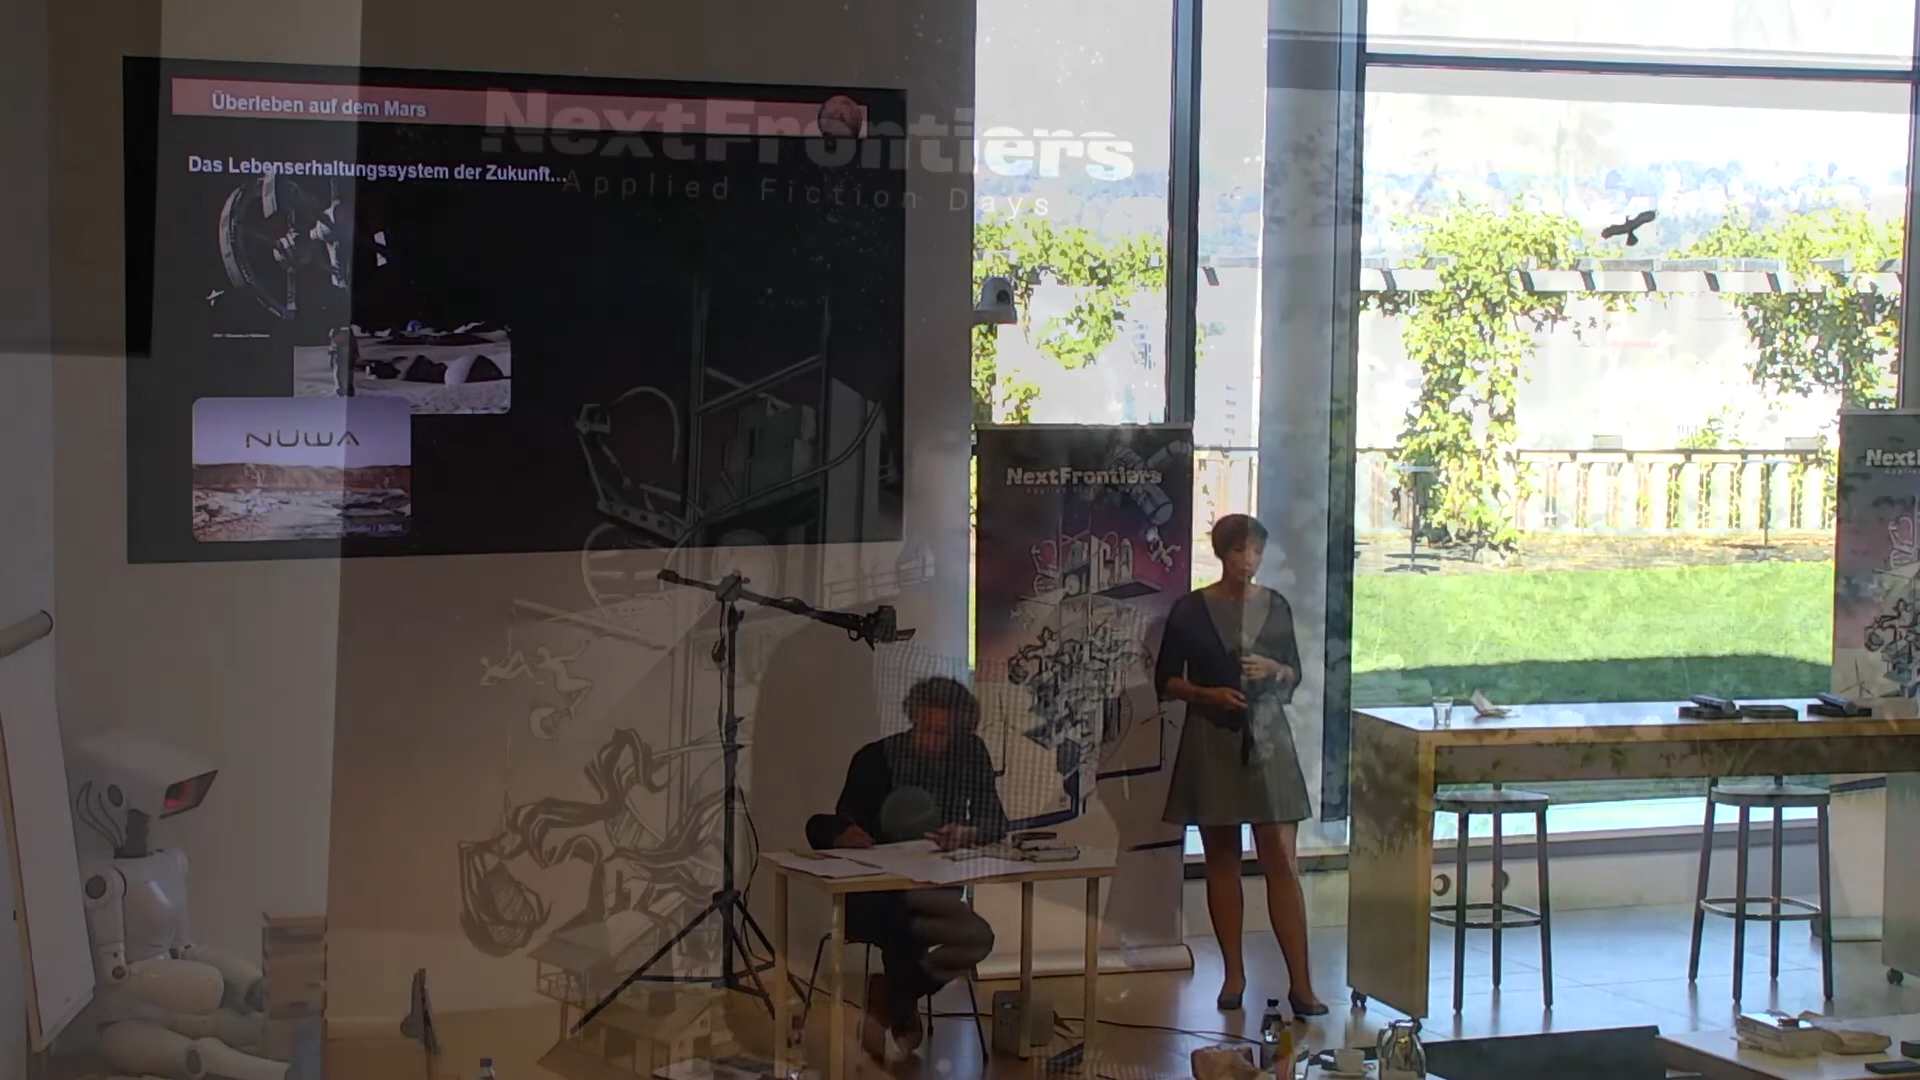 Überleben auf dem Mars
Das Lebenserhaltungssystem der Zukunft...
NÜWA
NextFrontiers
Applied Fiction Days
NextFrontiers
Next